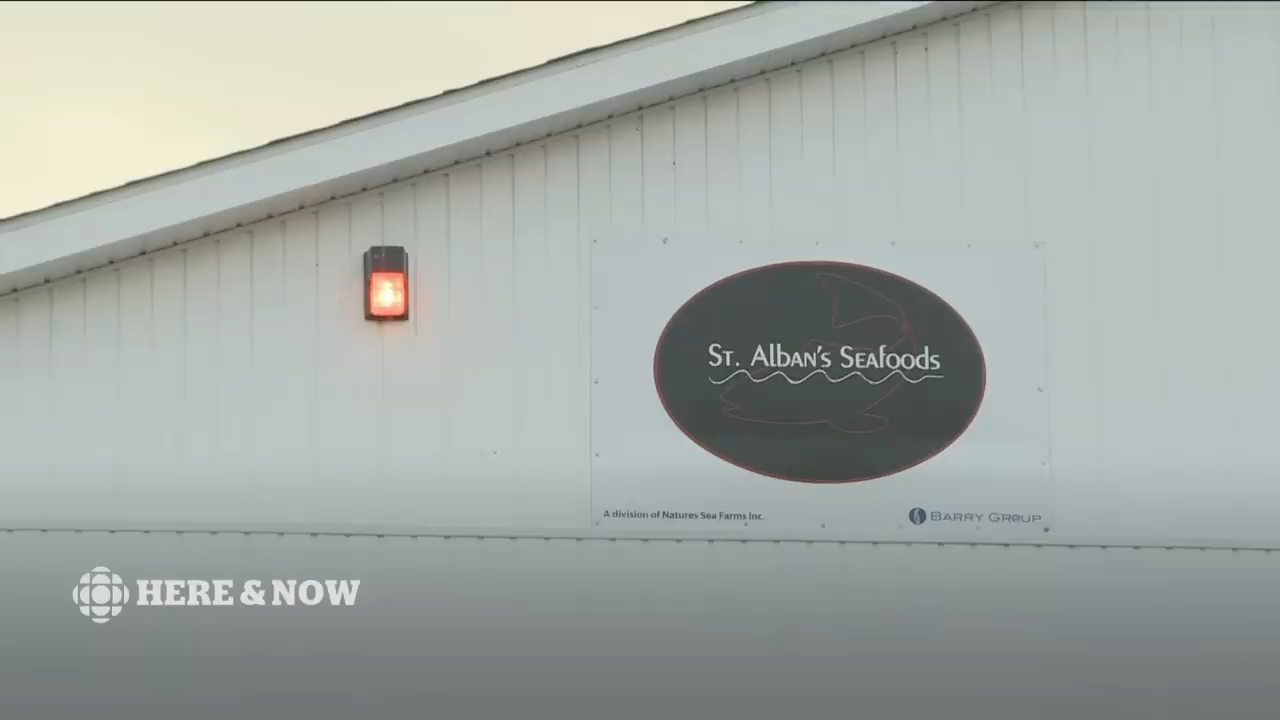 St. Alban's Seafoods
A division of Natures Sea Farms Inc.
Barry Group
HERE & NOW